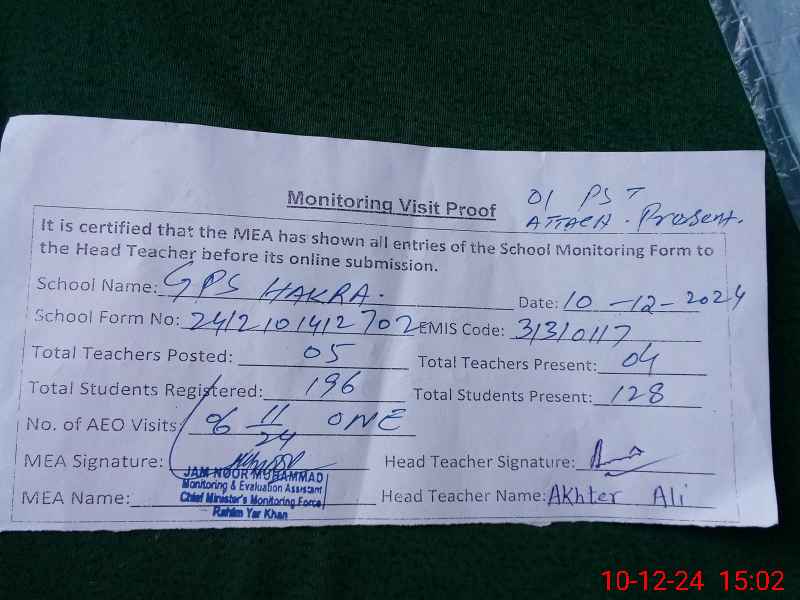 Monitoring Visit Proof
01 PST
ATTACH. Present.
It is certified that the MEA has shown all entries of the School Monitoring Form to
the Head Teacher before its online submission.
School Name: GPS HAKRA. Date: 10-12-2024
School Form No: 2412101412702 EMIS Code: 31310117
Total Teachers Posted: 05 Total Teachers Present: 04
Total Students Registered: 196 Total Students Present: 128
No. of AEO Visits: 06 11/24 ONE
MEA Signature: Head Teacher Signature:
JAM NOOR MUHAMMAD
Monitoring & Evaluation Assistant
MEA Name: Chief Minister's Monitoring Force Head Teacher Name: AKhter Ali
Rahim Yar Khan
10-12-24 15:02